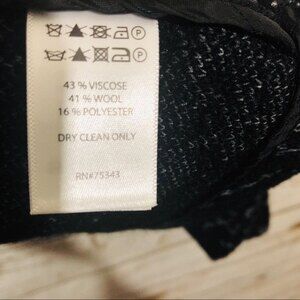 43 % VISCOSE
41 % WOOL
16 % POLYESTER
DRY CLEAN ONLY
RN#75343